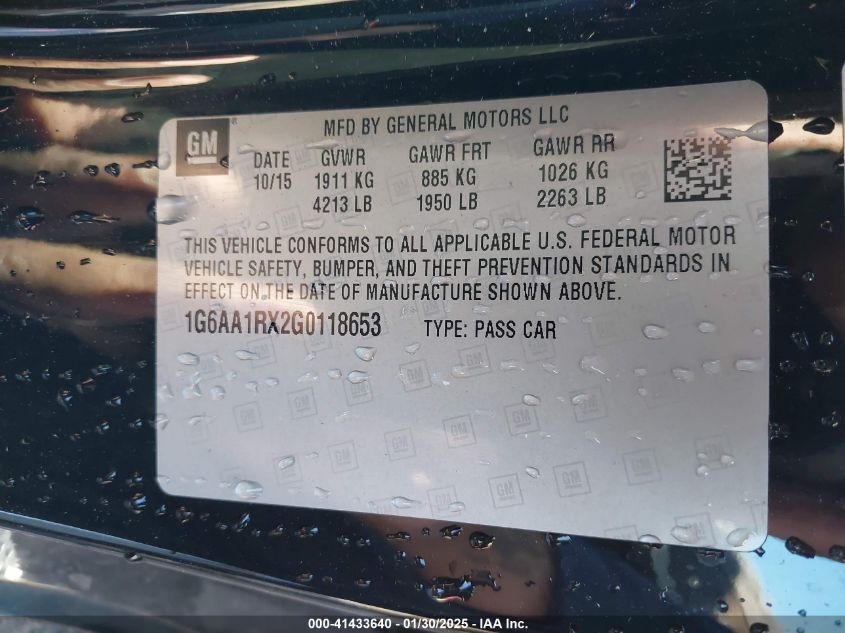 GM
MFD BY GENERAL MOTORS LLC
DATE GVWR GAWR FRT GAWR RR
10/15 1911 KG 885 KG 1026 KG
4213 LB 1950 LB 2263 LB
THIS VEHICLE CONFORMS TO ALL APPLICABLE U.S. FEDERAL MOTOR
VEHICLE SAFETY, BUMPER, AND THEFT PREVENTION STANDARDS IN
EFFECT ON THE DATE OF MANUFACTURE SHOWN ABOVE.
1G6AA1RX2G0118653 TYPE: PASS CAR
000-41433640 - 01/30/2025 - IAA Inc.